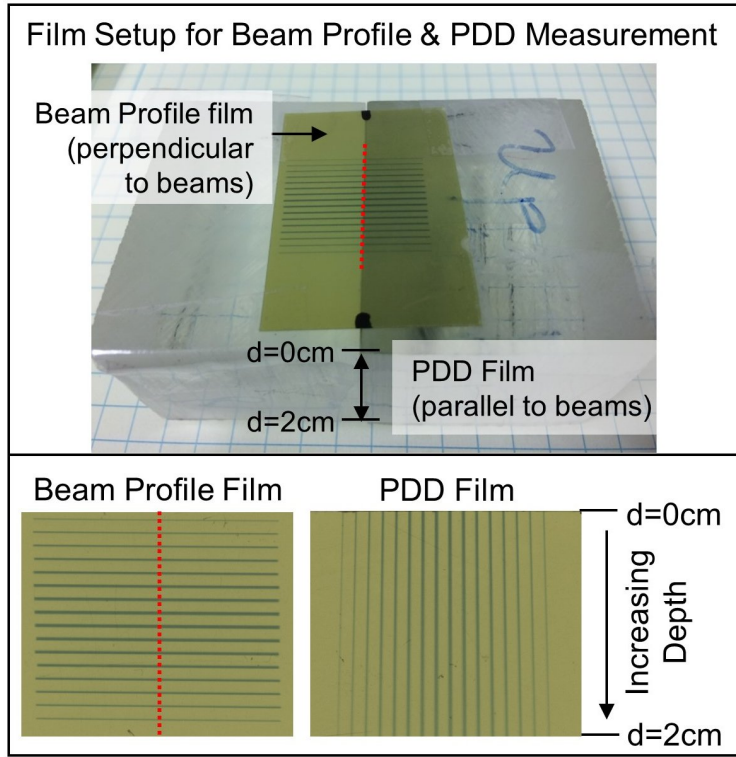 Film Setup for Beam Profile & PDD Measurement
Beam Profile film
(perpendicular
to beams)
d=0cm
d=2cm
PDD Film
(parallel to beams)
Beam Profile Film
PDD Film
d=0cm
Increasing
Depth
d=2cm